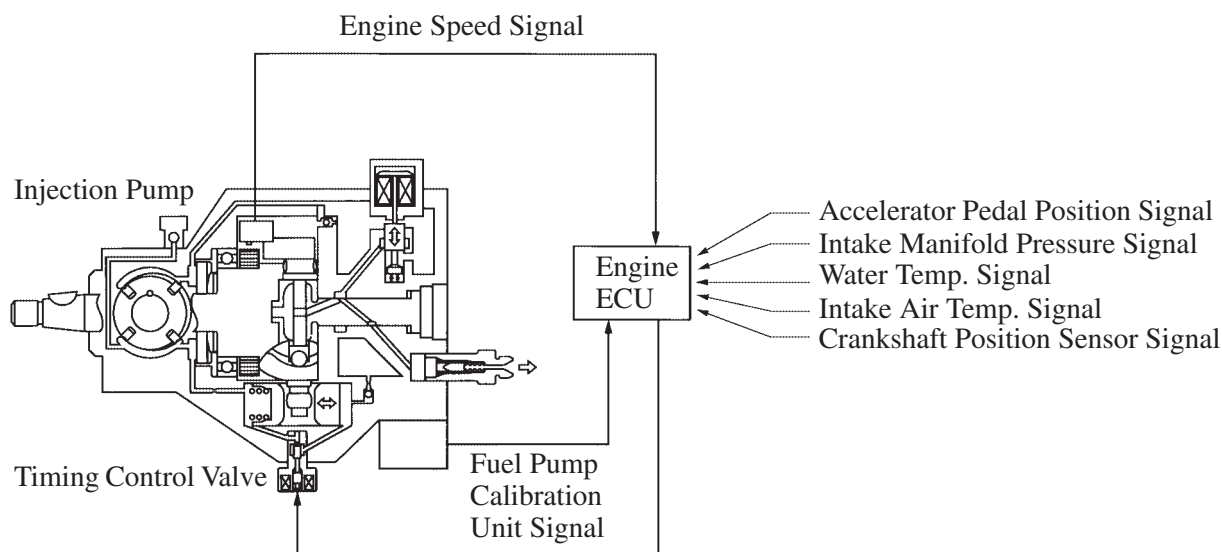 Engine Speed Signal
Injection Pump
Accelerator Pedal Position Signal
Intake Manifold Pressure Signal
Engine
ECU
Water Temp. Signal
Intake Air Temp. Signal
Crankshaft Position Sensor Signal
Timing Control Valve
Fuel Pump
Calibration
Unit Signal